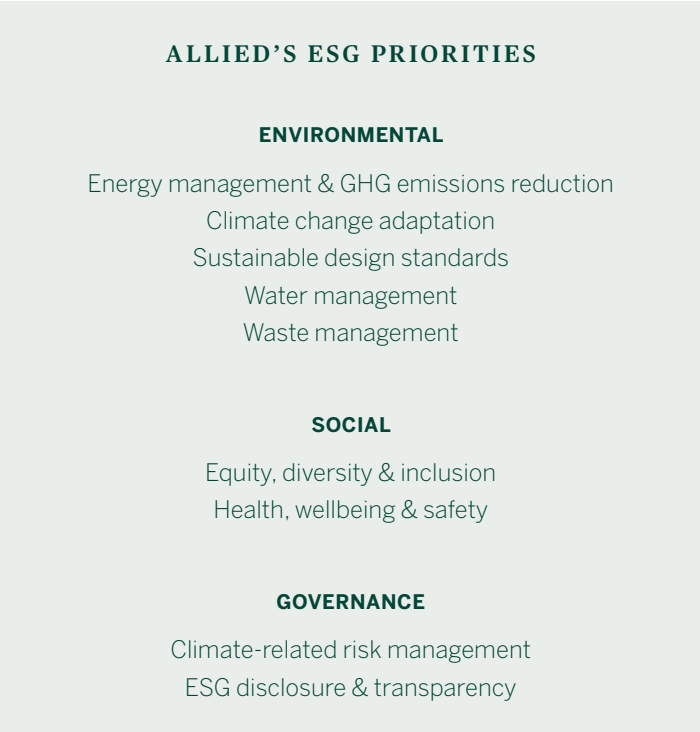 ALLIED’S ESG PRIORITIES
ENVIRONMENTAL
Energy management & GHG emissions reduction
Climate change adaptation
Sustainable design standards
Water management
Waste management
SOCIAL
Equity, diversity & inclusion
Health, wellbeing & safety
GOVERNANCE
Climate-related risk management
ESG disclosure & transparency